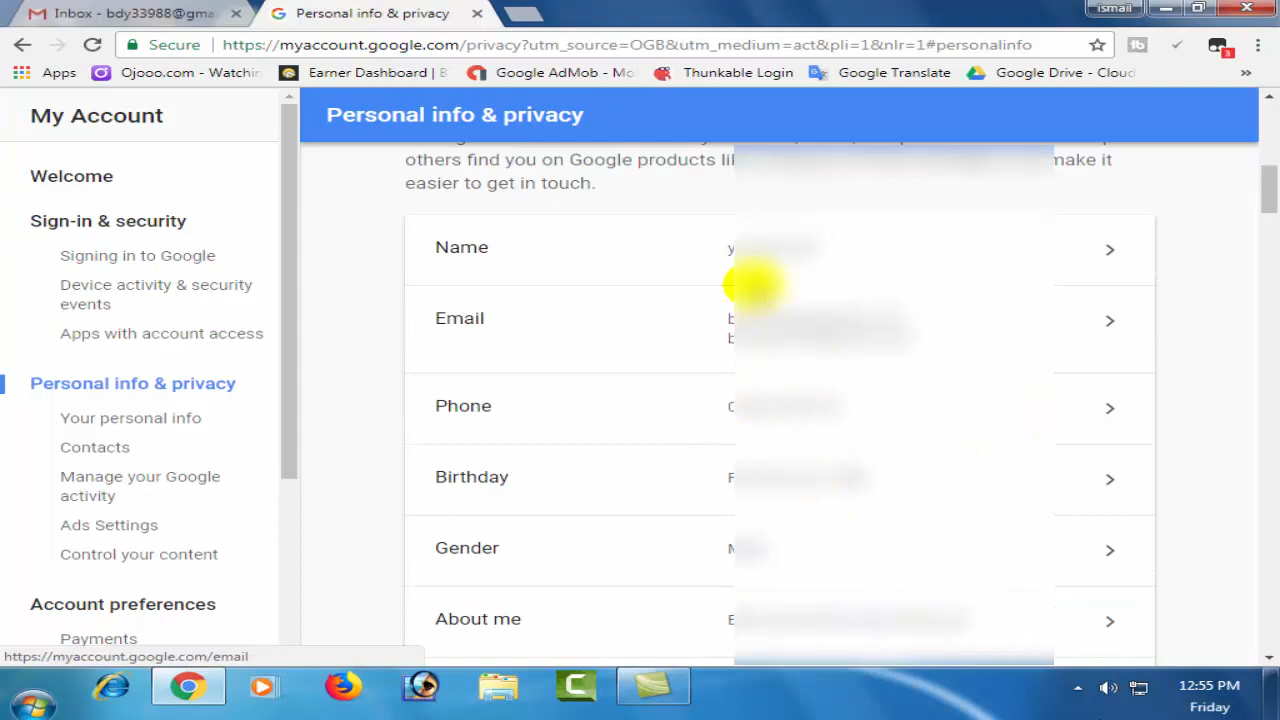 Inbox - bdy33988@gma
Personal info & privacy
ismail
Secure
https://myaccount.google.com/privacy?utm_source=OGB&utm_medium=act&pli=1&nlr=1#personalinfo
3
Apps
Ojooo.com - Watchin
Earner Dashboard | B
Google AdMob - Mo
Thunkable Login
Google Translate
Google Drive - Cloud
My Account
Personal info & privacy
Welcome
others find you on Google products
make it
easier to get in touch.
Sign-in & security
Signing in to Google
Device activity & security
events
Apps with account access
Personal info & privacy
Your personal info
Contacts
Manage your Google
activity
Ads Settings
Control your content
Account preferences
Payments
Name
Email
Phone
Birthday
Gender
About me
https://myaccount.google.com/email
12:55 PM
Friday